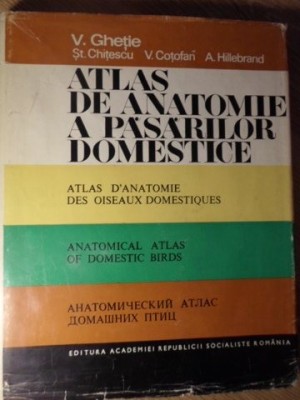 V. Ghetie
Șt. Chițescu V. Coțofan A. Hillebrand
ATLAS
DE ANATOMIE
A PĂSĂRILOR
DOMESTICE
ATLAS D'ANATOMIE
DES OISEAUX DOMESTIQUES
ANATOMICAL ATLAS
OF DOMESTIC BIRDS
АНАТОМИЧЕСКИЙ АТЛАС
ДОМАШНИХ ПТИЦ
EDITURA ACADEMIEI REPUBLICII SOCIALISTE ROMÂNIA